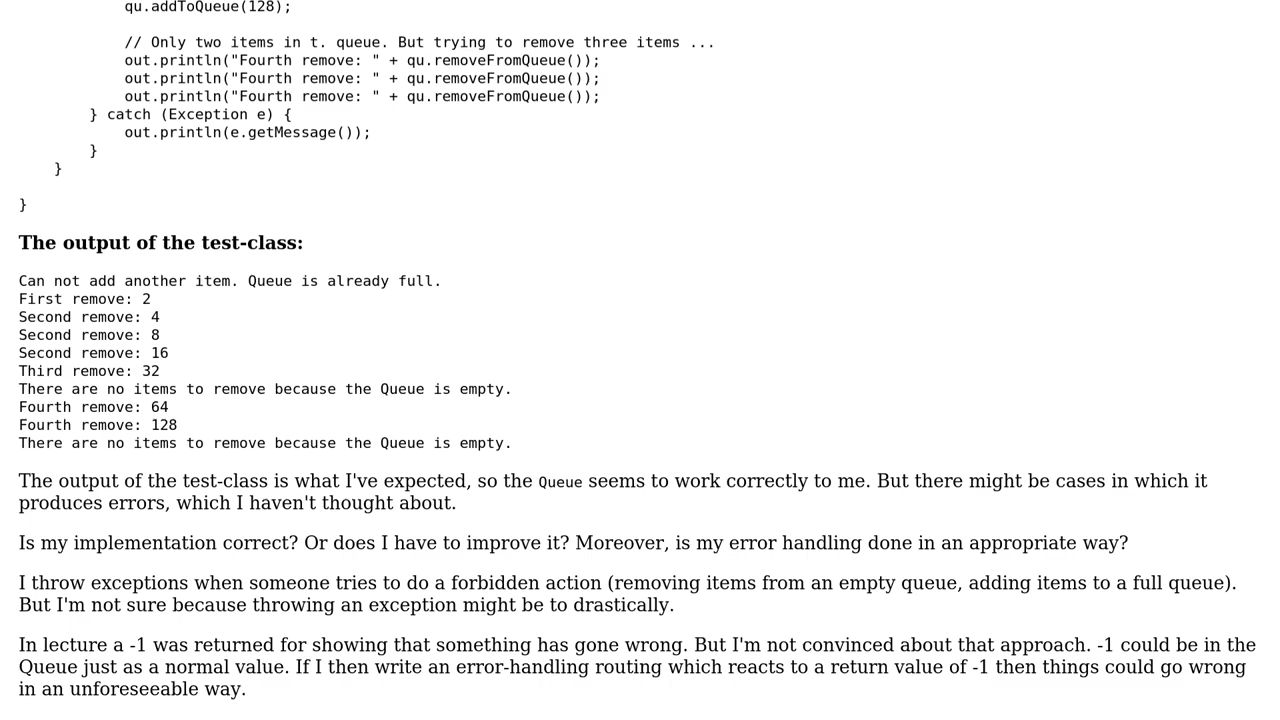 qu.addToQueue(128);
// Only two items in t. queue. But trying to remove three items ...
out.println("Fourth remove: " + qu.removeFromQueue());
out.println("Fourth remove: " + qu.removeFromQueue());
out.println("Fourth remove: " + qu.removeFromQueue());
} catch (Exception e) {
out.println(e.getMessage());
}
}
}
The output of the test-class:
Can not add another item. Queue is already full.
First remove: 2
Second remove: 4
Second remove: 8
Second remove: 16
Third remove: 32
There are no items to remove because the Queue is empty.
Fourth remove: 64
Fourth remove: 128
There are no items to remove because the Queue is empty.
The output of the test-class is what I've expected, so the Queue seems to work correctly to me. But there might be cases in which it
produces errors, which I haven't thought about.
Is my implementation correct? Or does I have to improve it? Moreover, is my error handling done in an appropriate way?
I throw exceptions when someone tries to do a forbidden action (removing items from an empty queue, adding items to a full queue).
But I'm not sure because throwing an exception might be to drastically.
In lecture a -1 was returned for showing that something has gone wrong. But I'm not convinced about that approach. -1 could be in the
Queue just as a normal value. If I then write an error-handling routing which reacts to a return value of -1 then things could go wrong
in an unforeseeable way.